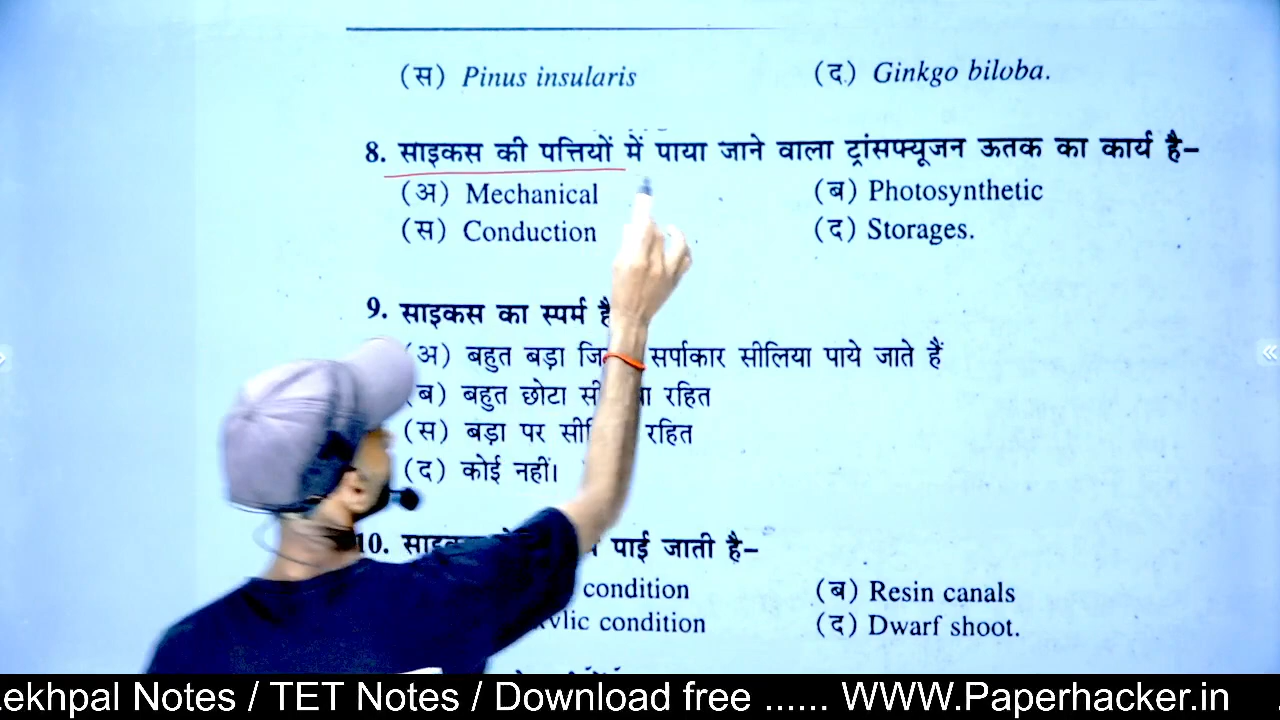 (स) Pinus insularis (द) Ginkgo biloba.
8. साइकस की पत्तियों में पाया जाने वाला ट्रांसफ्यूजन ऊतक का कार्य है–
(अ) Mechanical (ब) Photosynthetic
(स) Conduction (द) Storages.
9. साइकस का स्पर्म है
(अ) बहुत बड़ा सर्पाकार सीलिया पाये जाते हैं
(ब) बहुत छोटा रहित
(स) बड़ा पर रहित
(द) कोई नहीं।
10. पाई जाती है–
condition (ब) Resin canals
condition (द) Dwarf shoot.
Notes / TET Notes / Download free ...... WWW.Paperhacker.in